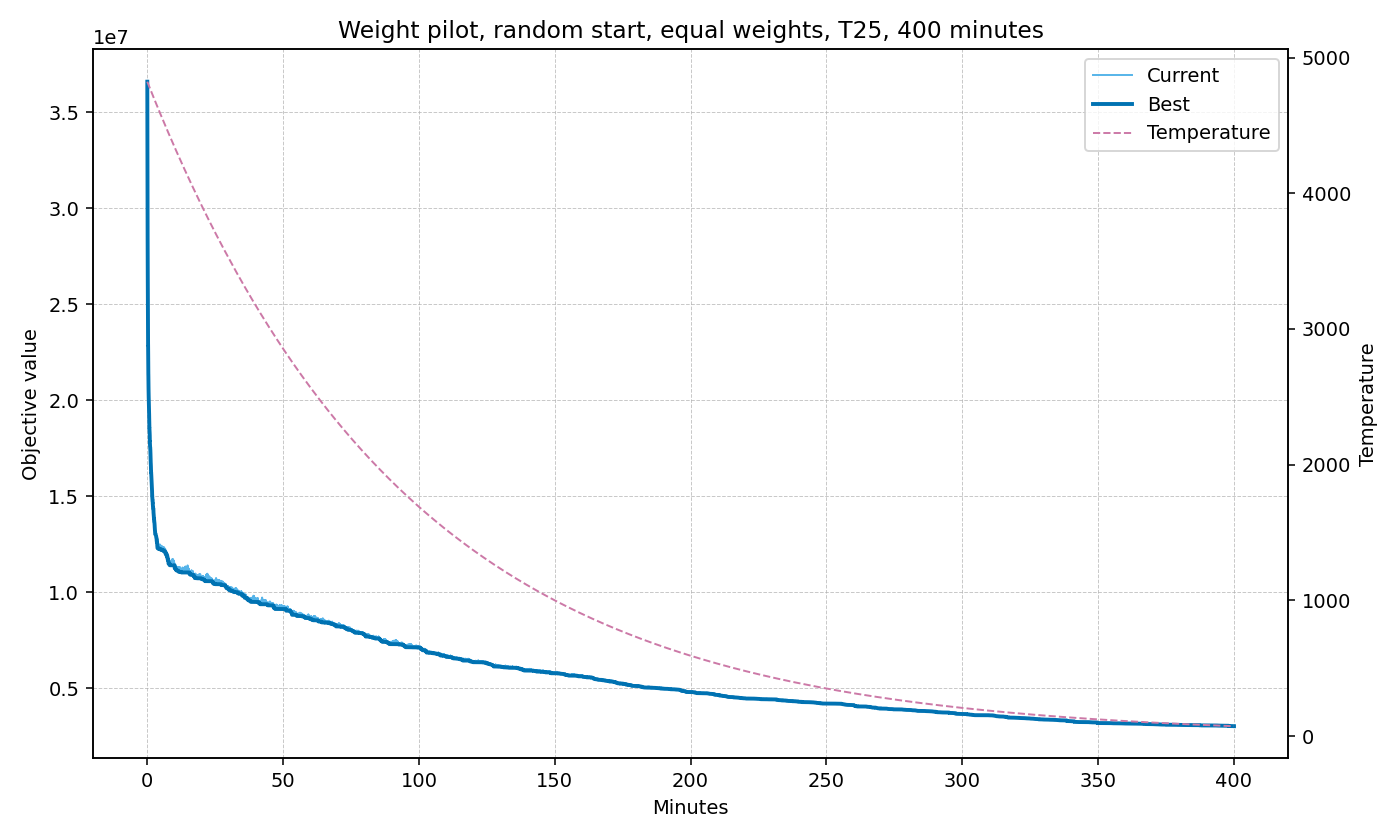 Weight pilot, random start, equal weights, T25, 400 minutes
1e7
Current
Best
Temperature
3.5
3.0
2.5
2.0
1.5
1.0
0.5
Objective value
5000
4000
3000
2000
1000
0
Temperature
0 50 100 150 200 250 300 350 400
Minutes